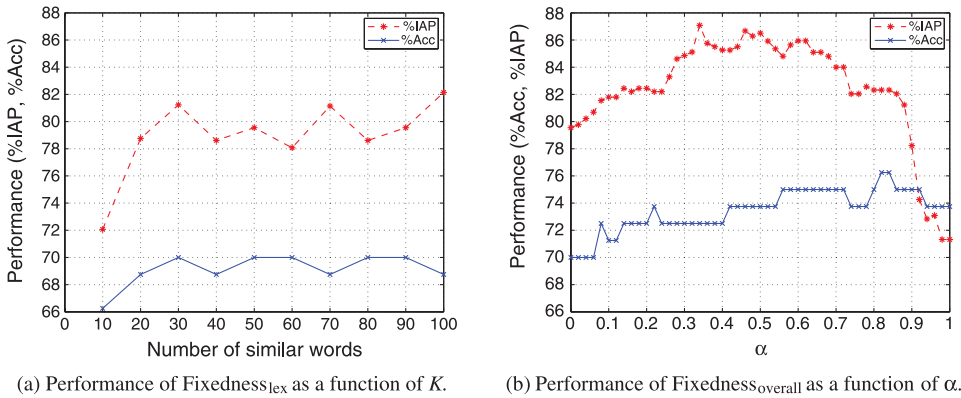 88
86
84
82
80
78
76
74
72
70
68
66
Performance (%IAP, %Acc)
%IAP
%Acc
0 10 20 30 40 50 60 70 80 90 100
Number of similar words
(a) Performance of Fixedness_lex as a function of K.
88
86
84
82
80
78
76
74
72
70
68
66
Performance (%Acc, %IAP)
%IAP
%Acc
0 0.1 0.2 0.3 0.4 0.5 0.6 0.7 0.8 0.9 1
α
(b) Performance of Fixedness_overall as a function of α.